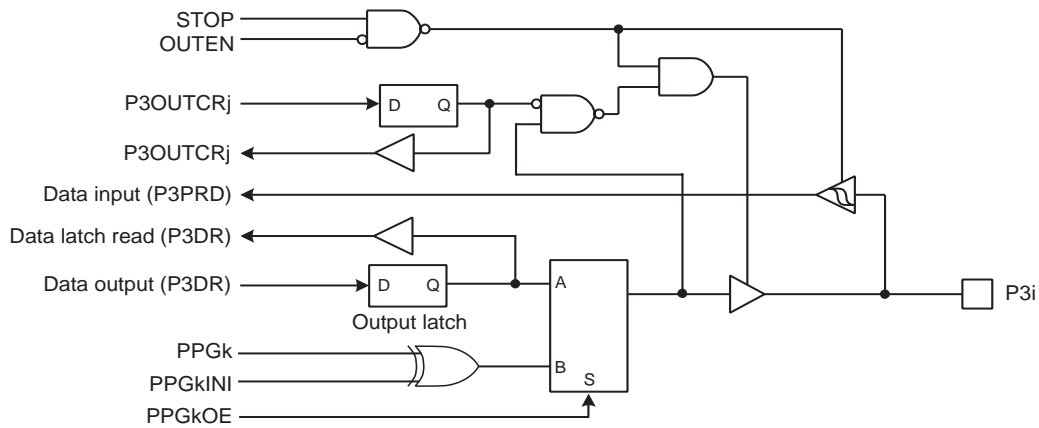 STOP
OUTEN
P3OUTCRj
D Q
P3OUTCRj
Data input (P3PRD)
Data latch read (P3DR)
Data output (P3DR)
D Q
Output latch
A
P3i
PPGk
B
PPGkINI
S
PPGkOE